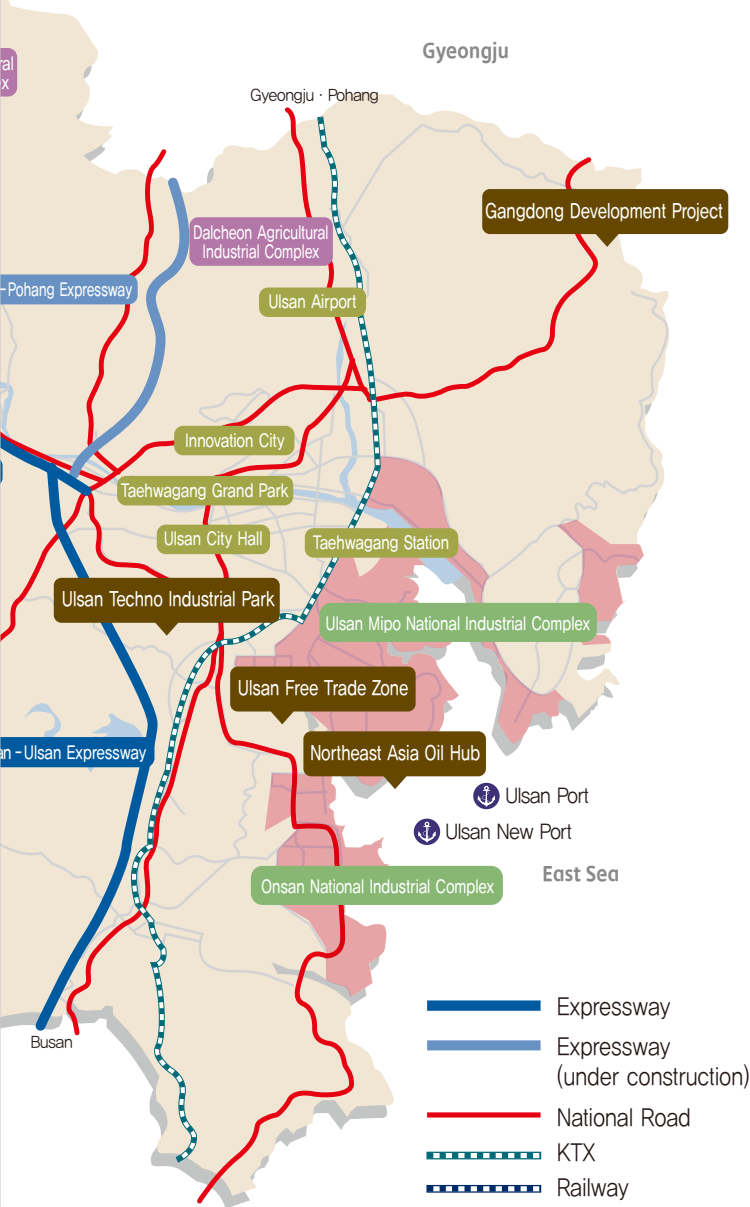 Gyeongju
ral
x
Gyeongju · Pohang
Gangdong Development Project
Dalcheon Agricultural
Industrial Complex
-Pohang Expressway
Ulsan Airport
Innovation City
Taehwagang Grand Park
Ulsan City Hall
Taehwagang Station
Ulsan Techno Industrial Park
Ulsan Mipo National Industrial Complex
Ulsan Free Trade Zone
an-Ulsan Expressway
Northeast Asia Oil Hub
Ulsan Port
Ulsan New Port
East Sea
Onsan National Industrial Complex
Busan
Expressway
Expressway
(under construction)
National Road
KTX
Railway